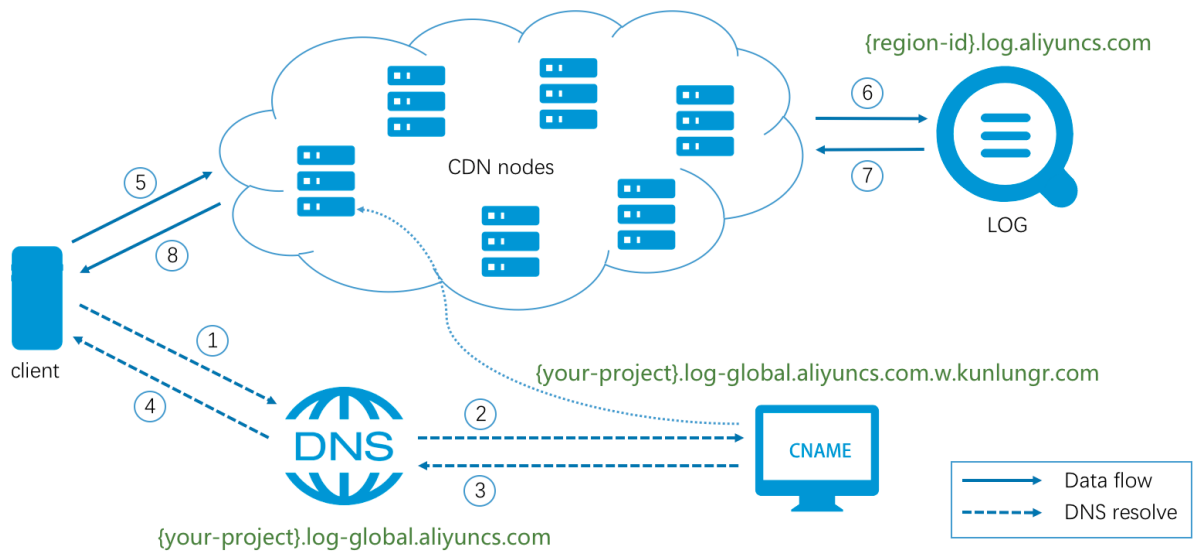 {region-id}.log.aliyuncs.com
6
CDN nodes
7
5
LOG
8
1
client
{your-project}.log-global.aliyuncs.com.w.kunlungr.com
4
2
DNS
CNAME
3
Data flow
DNS resolve
{your-project}.log-global.aliyuncs.com